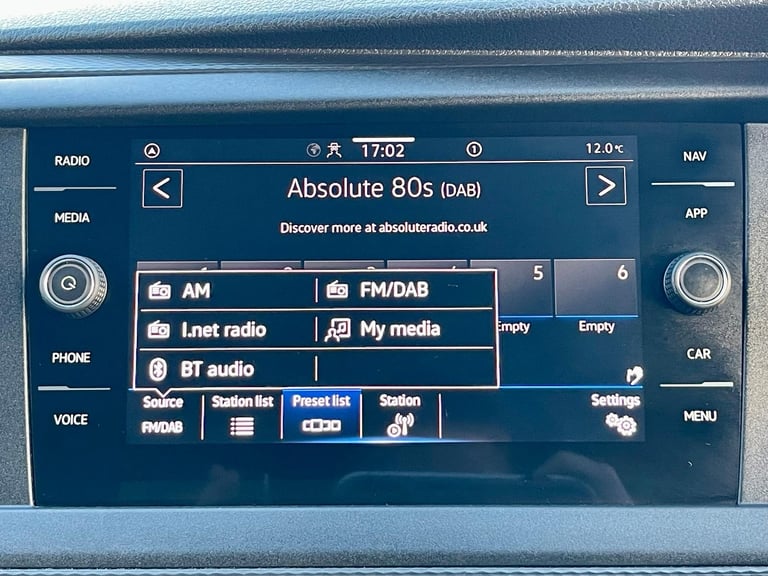 RADIO
MEDIA
PHONE
VOICE
17:02
1
12.0°C
<
Absolute 80s (DAB)
>
Discover more at absoluteradio.co.uk
5
6
AM
FM/DAB
I.net radio
My media
BT audio
Empty
Source
FM/DAB
Station list
Preset list
Station
Settings
NAV
APP
CAR
MENU